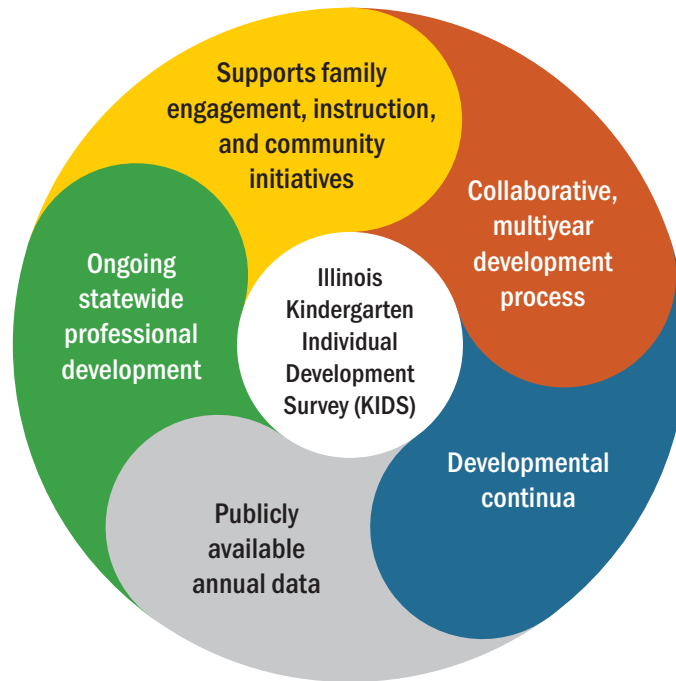 Supports family
engagement, instruction,
and community
initiatives
Collaborative,
multiyear
development
process
Developmental
continua
Publicly
available
annual data
Ongoing
statewide
professional
development
Illinois
Kindergarten
Individual
Development
Survey (KIDS)